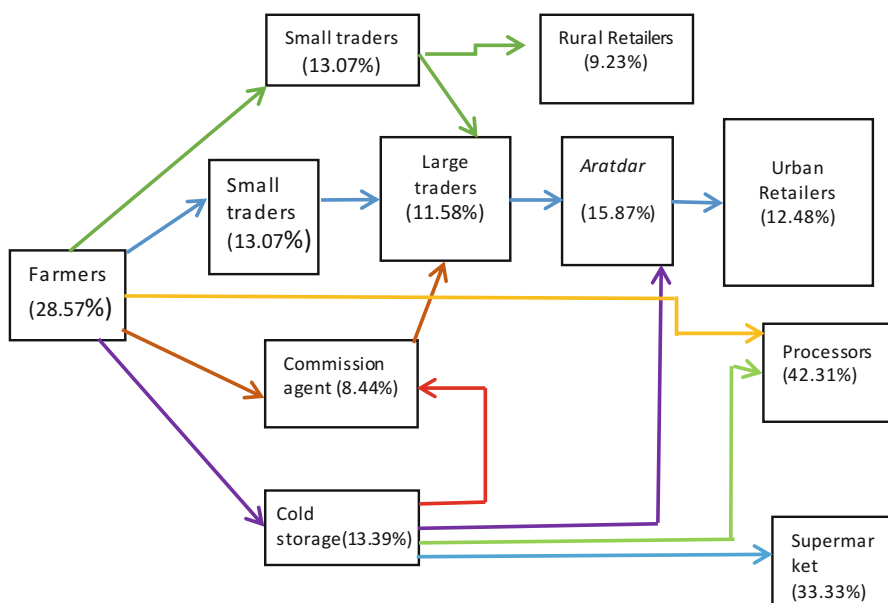 Small traders
(13.07%)
Rural Retailers
(9.23%)
Small
traders
(13.07%)
Large
traders
(11.58%)
Aratdar
(15.87%)
Urban
Retailers
(12.48%)
Farmers
(28.57%)
Commission
agent (8.44%)
Processors
(42.31%)
Cold
storage(13.39%)
Supermar
ket
(33.33%)